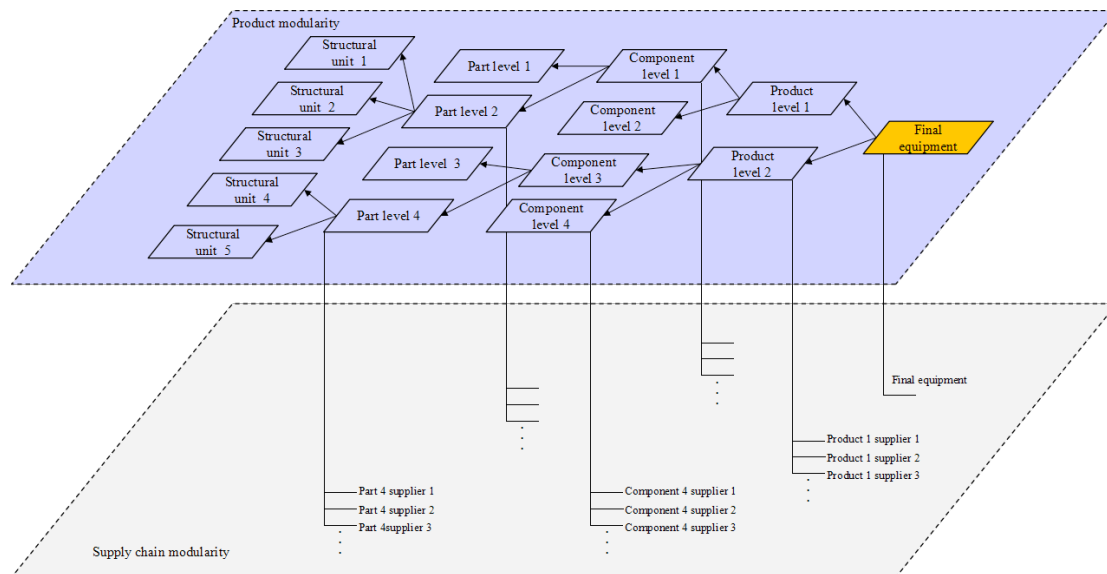 Product modularity
Structural
unit 1
Part level 1
Component
level 1
Structural
unit 2
Part level 2
Component
level 2
Product
level 1
Structural
unit 3
Final
equipment
Part level 3
Component
level 3
Product
level 2
Structural
unit 4
Part level 4
Component
level 4
Structural
unit 5
Final equipment
Product 1 supplier 1
Product 1 supplier 2
Product 1 supplier 3
Part 4 supplier 1
Part 4 supplier 2
Part 4supplier 3
Component 4 supplier 1
Component 4 supplier 2
Component 4 supplier 3
Supply chain modularity